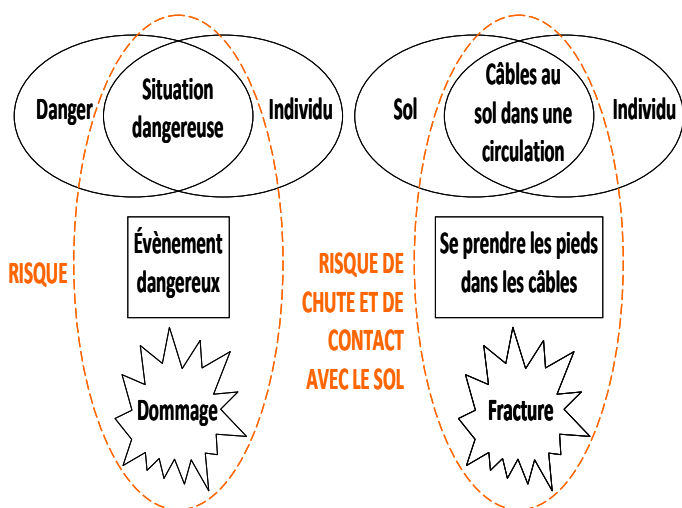 Danger
Situation
dangereuse
Individu
Évènement
dangereux
RISQUE
Dommage
Sol
Câbles au
sol dans une
circulation
Individu
Se prendre les pieds
dans les câbles
RISQUE DE
CHUTE ET DE
CONTACT
AVEC LE SOL
Fracture